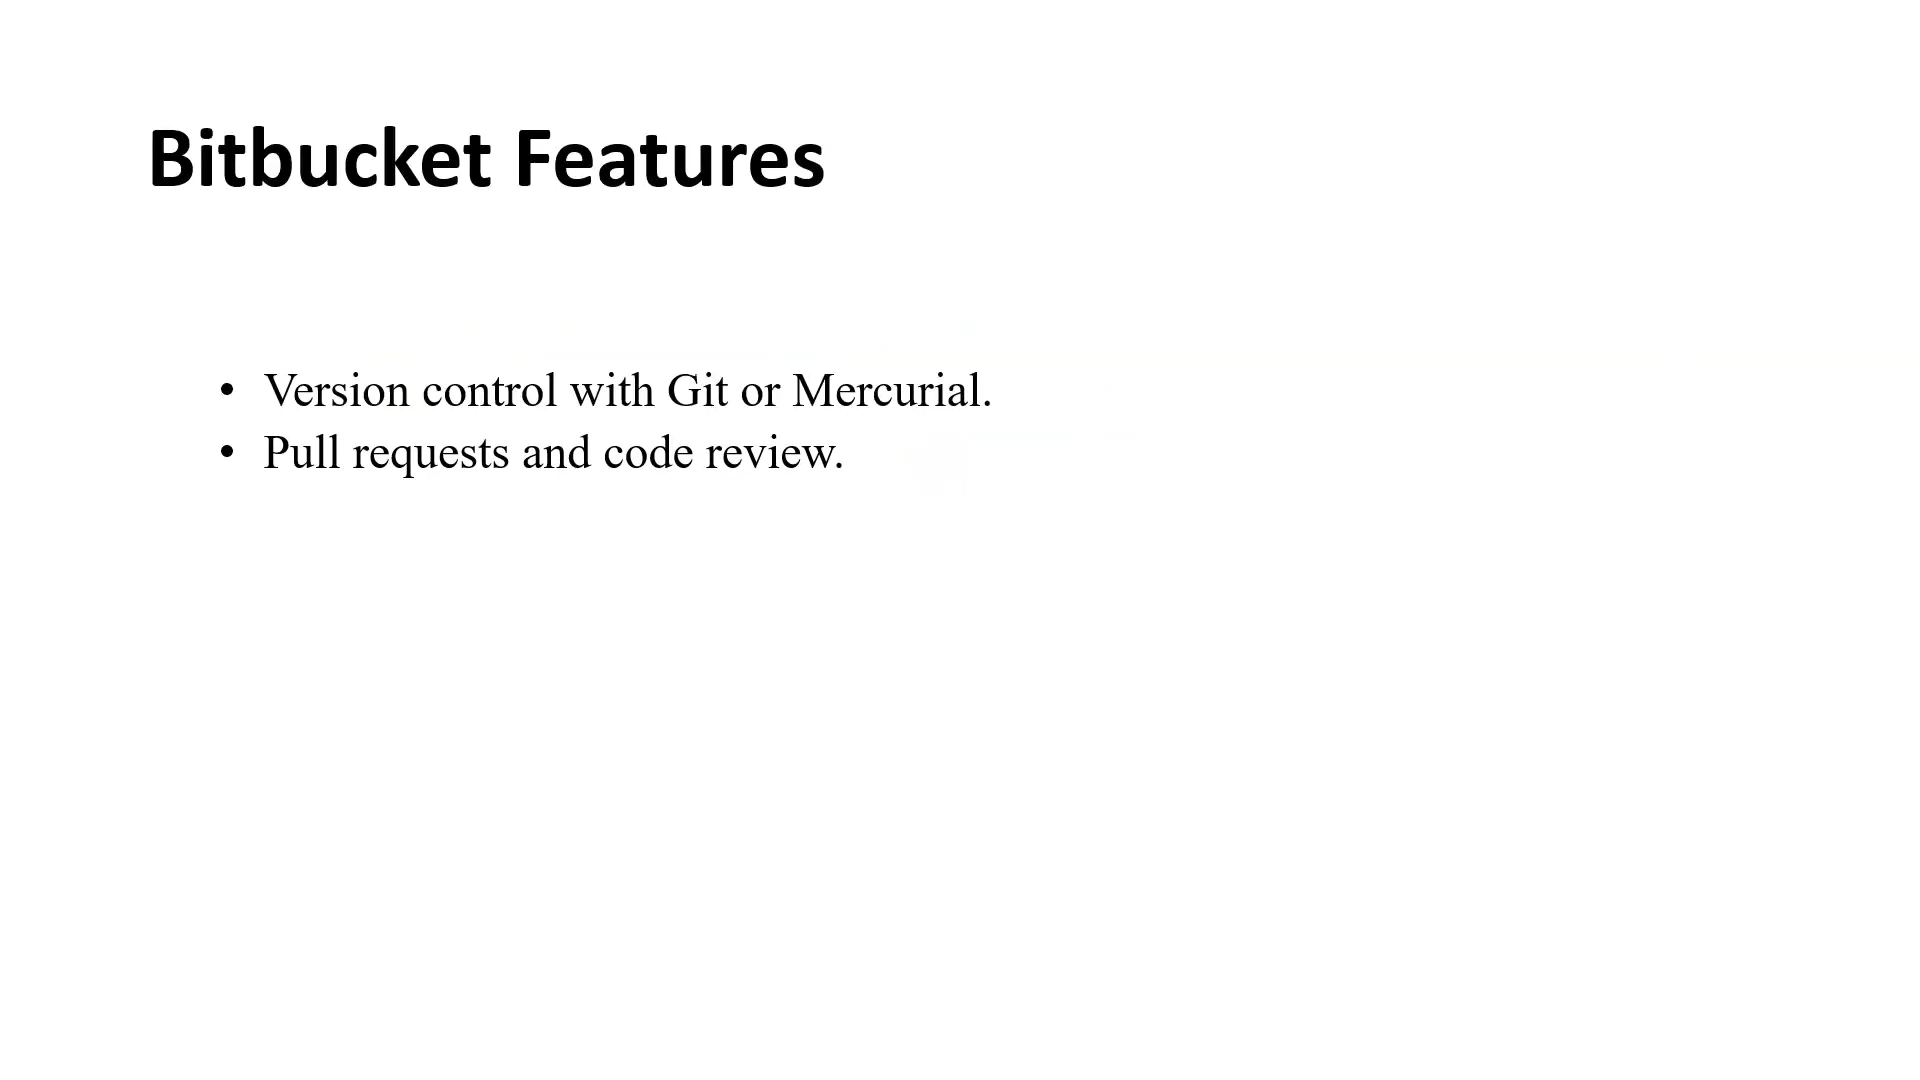 Bitbucket Features
• Version control with Git or Mercurial.
• Pull requests and code review.